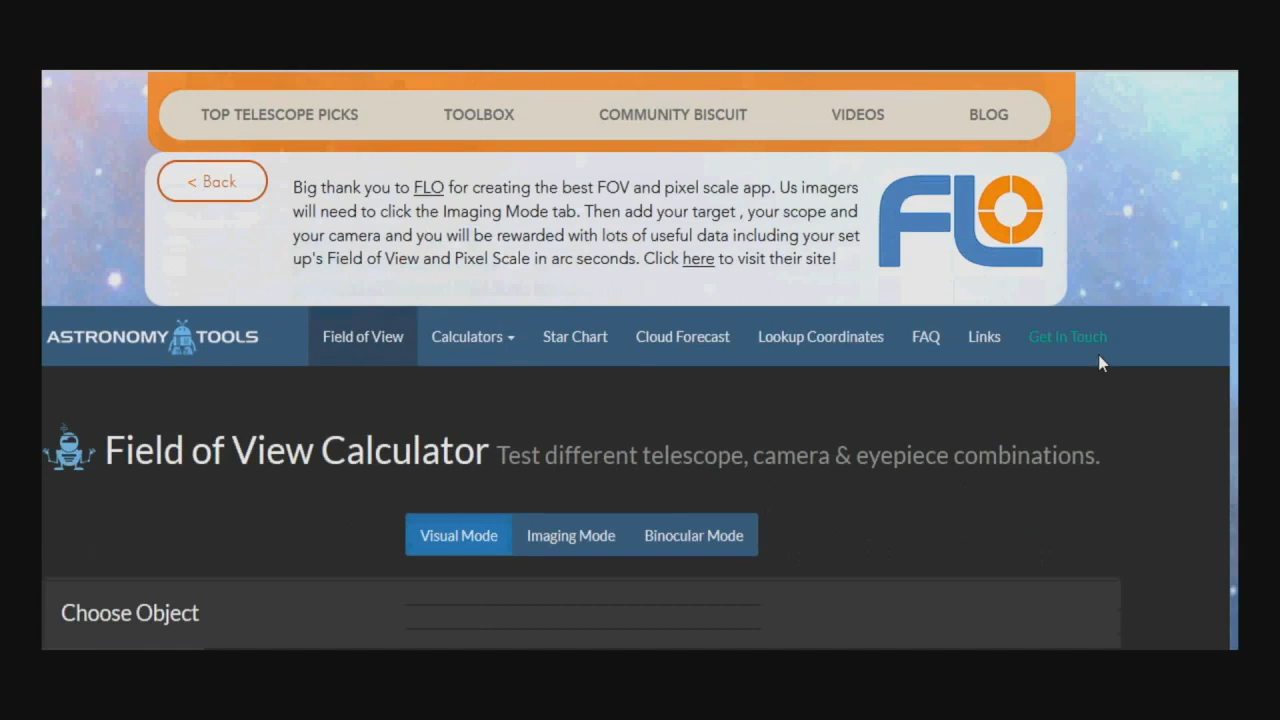 TOP TELESCOPE PICKS TOOLBOX COMMUNITY BISCUIT VIDEOS BLOG
< Back
Big thank you to FLO for creating the best FOV and pixel scale app. Us imagers
will need to click the Imaging Mode tab. Then add your target , your scope and
your camera and you will be rewarded with lots of useful data including your set
up's Field of View and Pixel Scale in arc seconds. Click here to visit their site!
FLO
ASTRONOMY TOOLS Field of View Calculators Star Chart Cloud Forecast Lookup Coordinates FAQ Links Get In Touch
Field of View Calculator Test different telescope, camera & eyepiece combinations.
Visual Mode Imaging Mode Binocular Mode
Choose Object